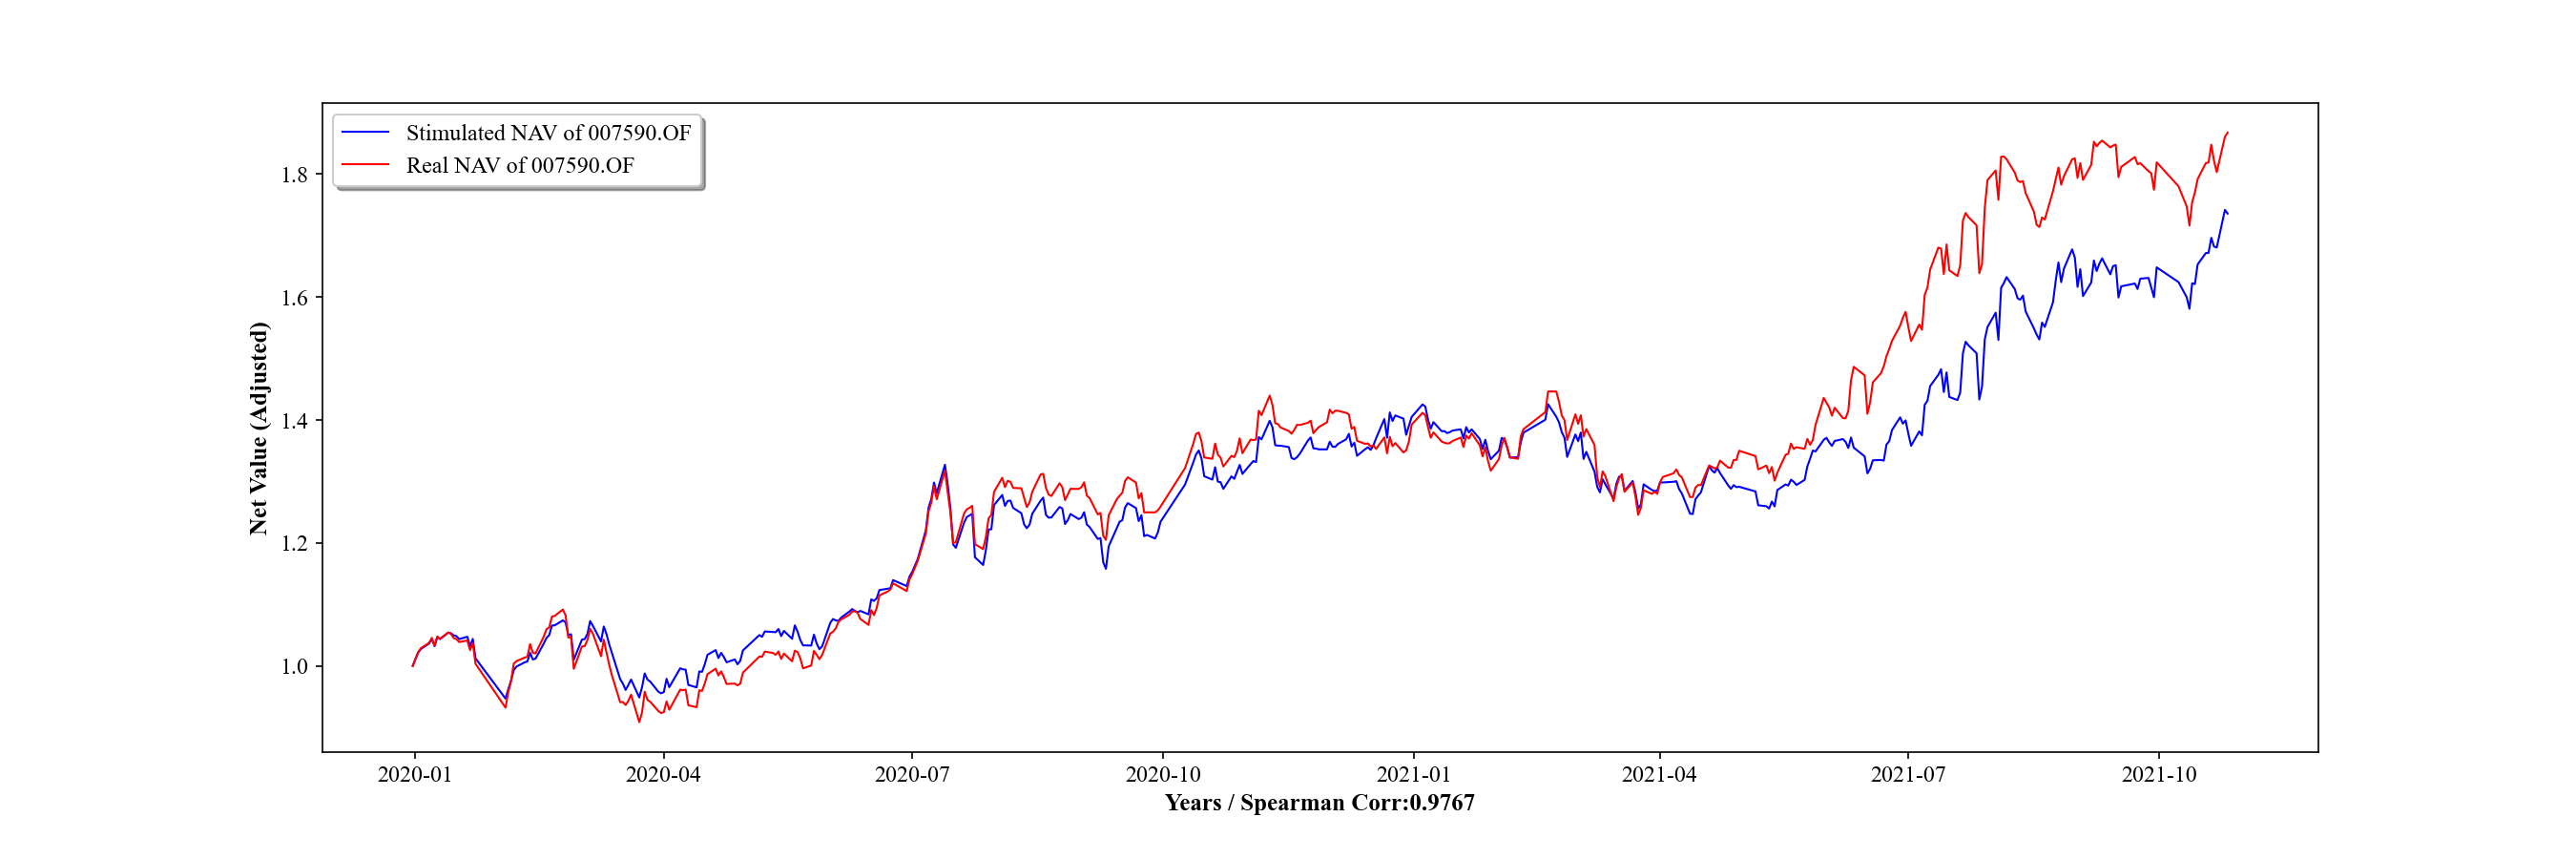 Stimulated NAV of 007590.OF
Real NAV of 007590.OF
Net Value (Adjusted)
1.8
1.6
1.4
1.2
1.0
2020-01 2020-04 2020-07 2020-10 2021-01 2021-04 2021-07 2021-10
Years / Spearman Corr:0.9767